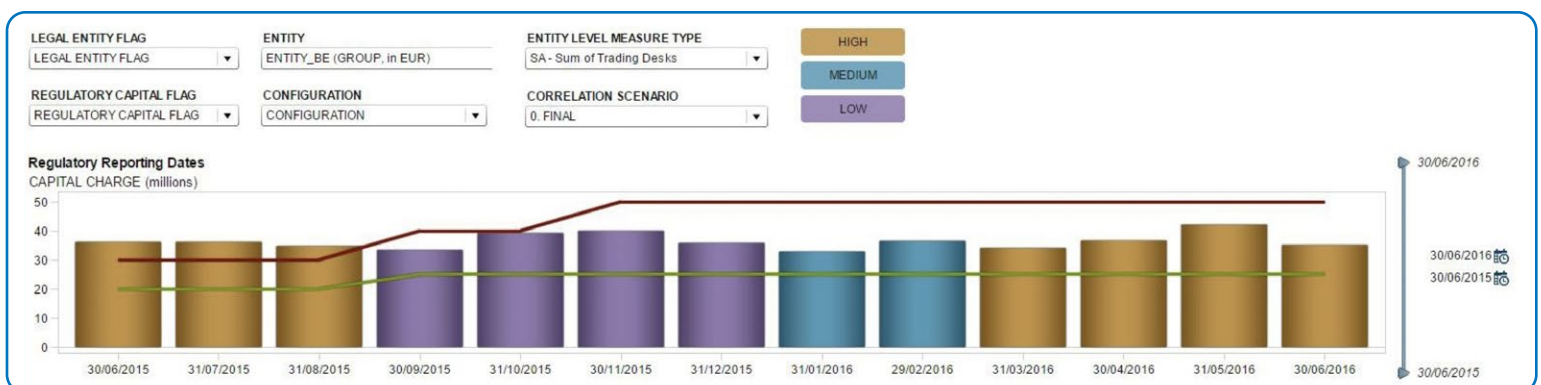 LEGAL ENTITY FLAG
ENTITY
ENTITY LEVEL MEASURE TYPE
LEGAL ENTITY FLAG
ENTITY_BE (GROUP, in EUR)
SA - Sum of Trading Desks
HIGH
MEDIUM
LOW
REGULATORY CAPITAL FLAG
CONFIGURATION
CORRELATION SCENARIO
REGULATORY CAPITAL FLAG
CONFIGURATION
0. FINAL
Regulatory Reporting Dates
CAPITAL CHARGE (millions)
50
40
30
20
10
0
30/06/2015 31/07/2015 31/08/2015 30/09/2015 31/10/2015 30/11/2015 31/12/2015 31/01/2016 29/02/2016 31/03/2016 30/04/2016 31/05/2016 30/06/2016
30/06/2016
30/06/2016
30/06/2015
30/06/2015